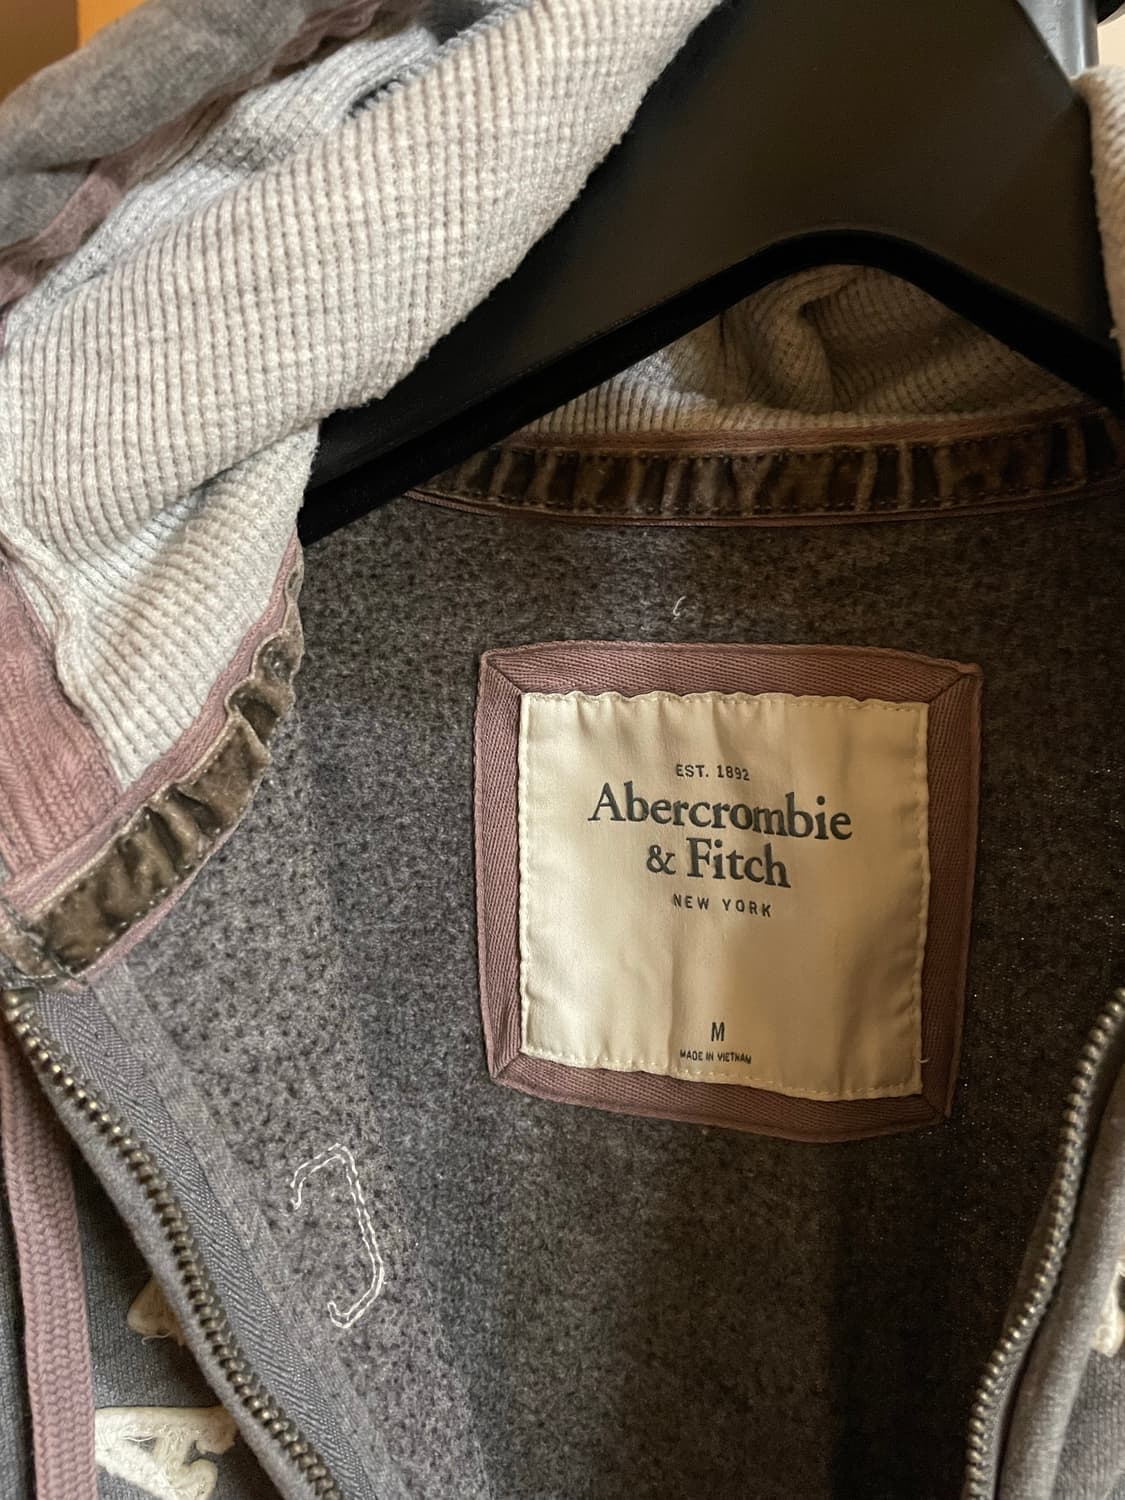 EST. 1892
Abercrombie
& Fitch
NEW YORK
M
MADE IN VIETNAM
A